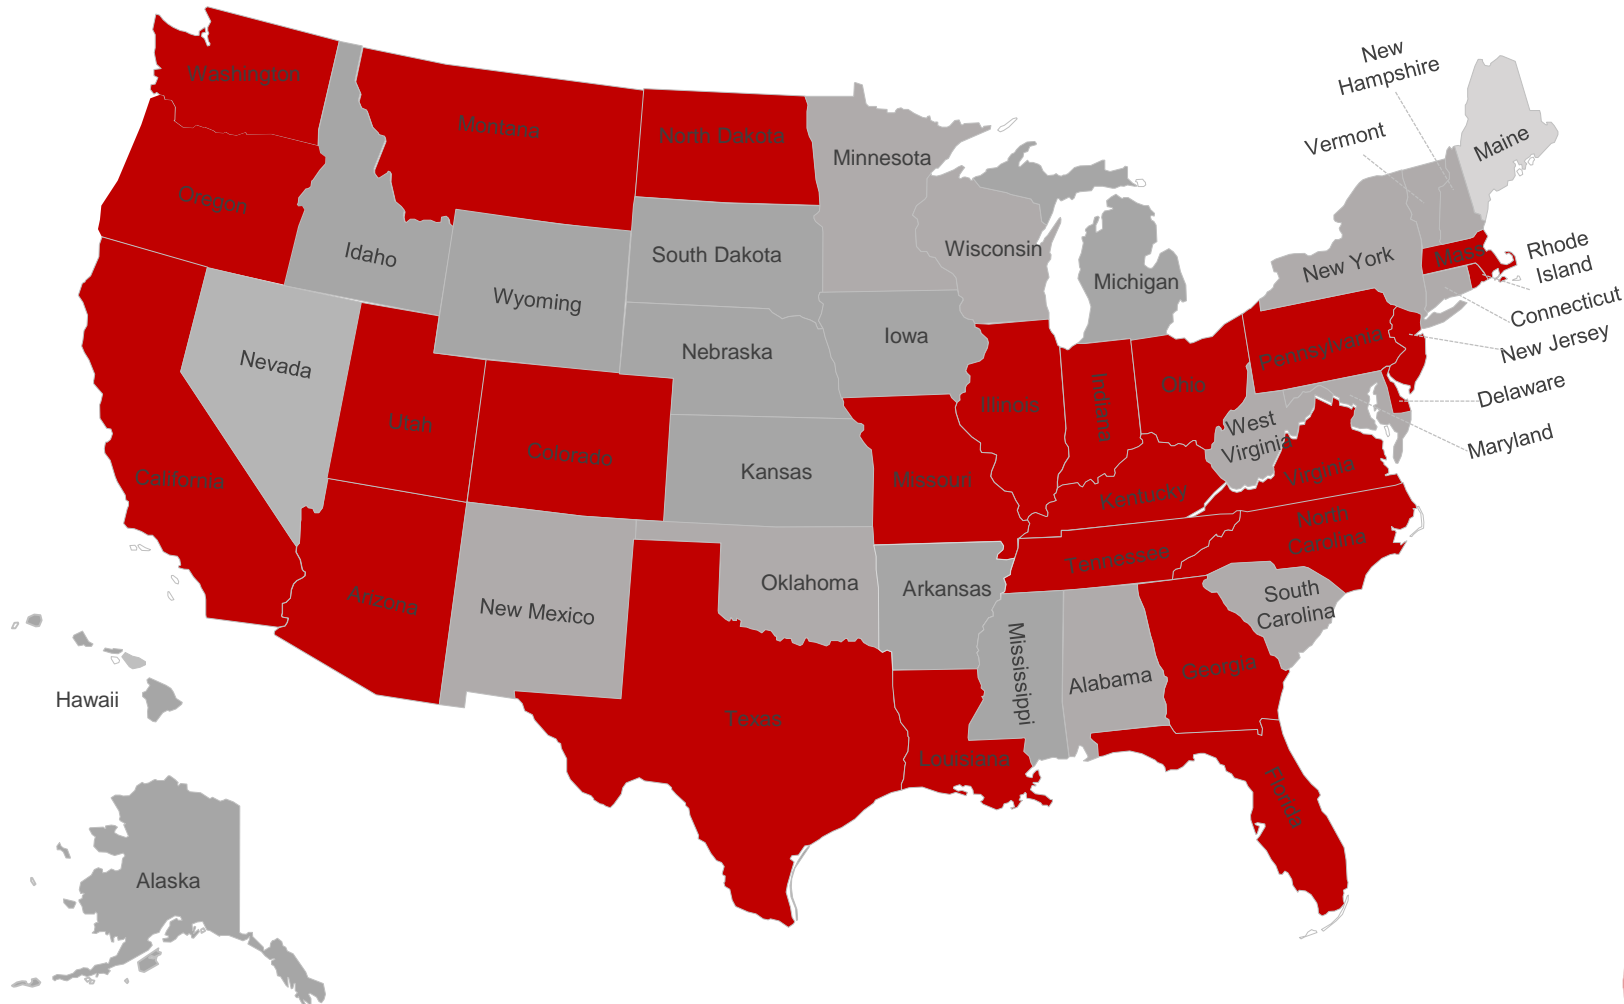 New
Hampshire
Washington
Montana
North Dakota
Minnesota
Vermont
Maine
Oregon
Idaho
South Dakota
Wisconsin
Michigan
New York
Mass
Rhode
Island
Wyoming
Connecticut
Nevada
Nebraska
Iowa
Pennsylvania
New Jersey
Utah
Colorado
Illinois
Indiana
Ohio
Delaware
West
Virginia
Maryland
California
Kansas
Missouri
Kentucky
Virginia
North
Carolina
Tennessee
Arizona
New Mexico
Oklahoma
Arkansas
South
Carolina
Mississippi
Alabama
Georgia
Hawaii
Texas
Louisiana
Florida
Alaska